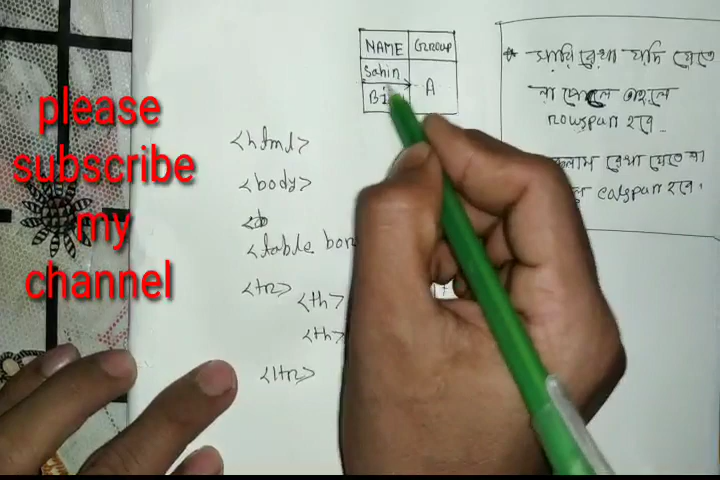 NAME Group
Sahin
A
* সারি রেখা যদি যেতে
না পারে তাহলে
rowspan হবে
কলাম রেখা যেতে না
colspan হবে।
please
subscribe
my
channel
<html>
<body>
<table
<tr>
<th>
<th>
</tr>